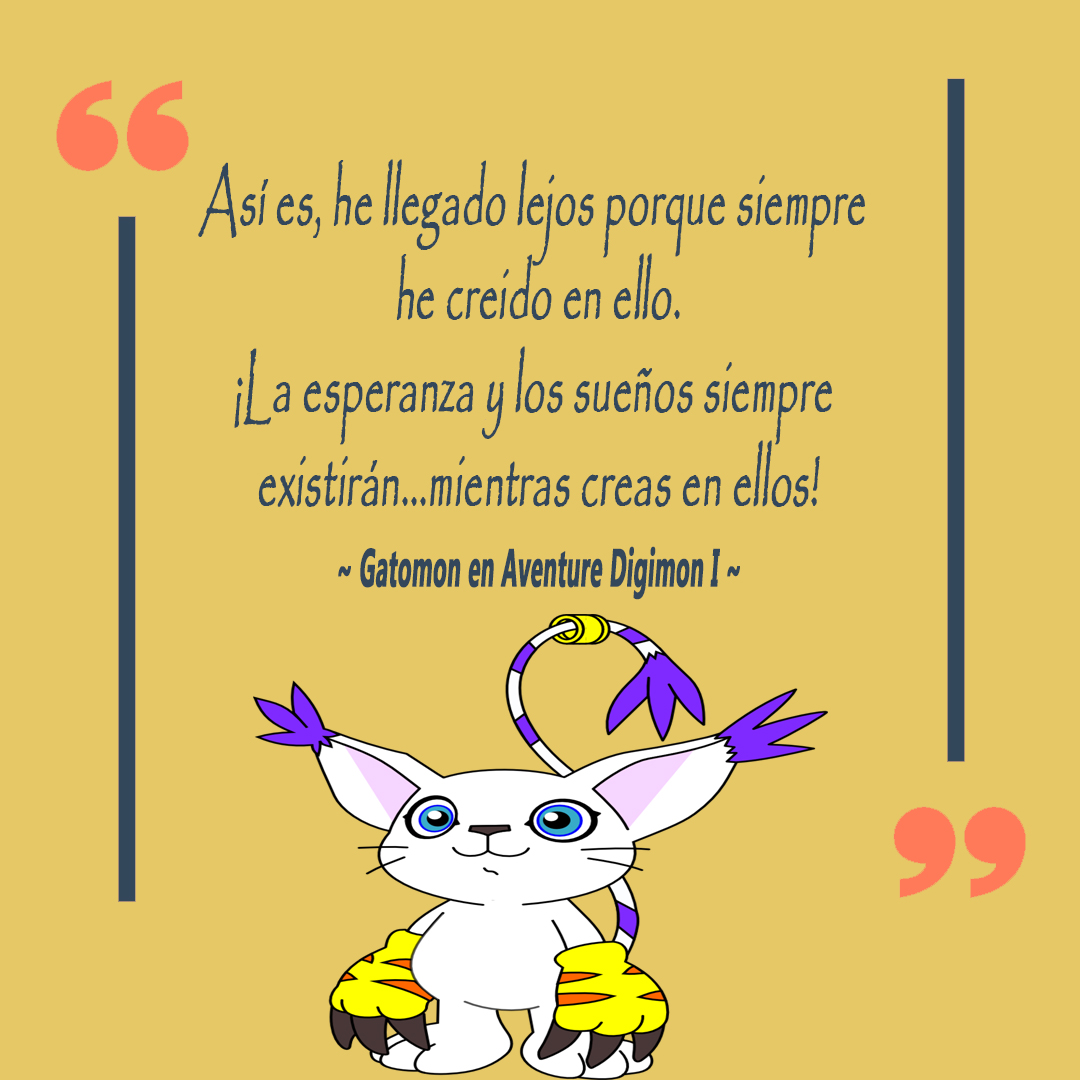 Así es, he llegado lejos porque siempre
he creído en ello.
¡La esperanza y los sueños siempre
existirán...mientras creas en ellos!
~ Gatomon en Aventure Digimon I ~